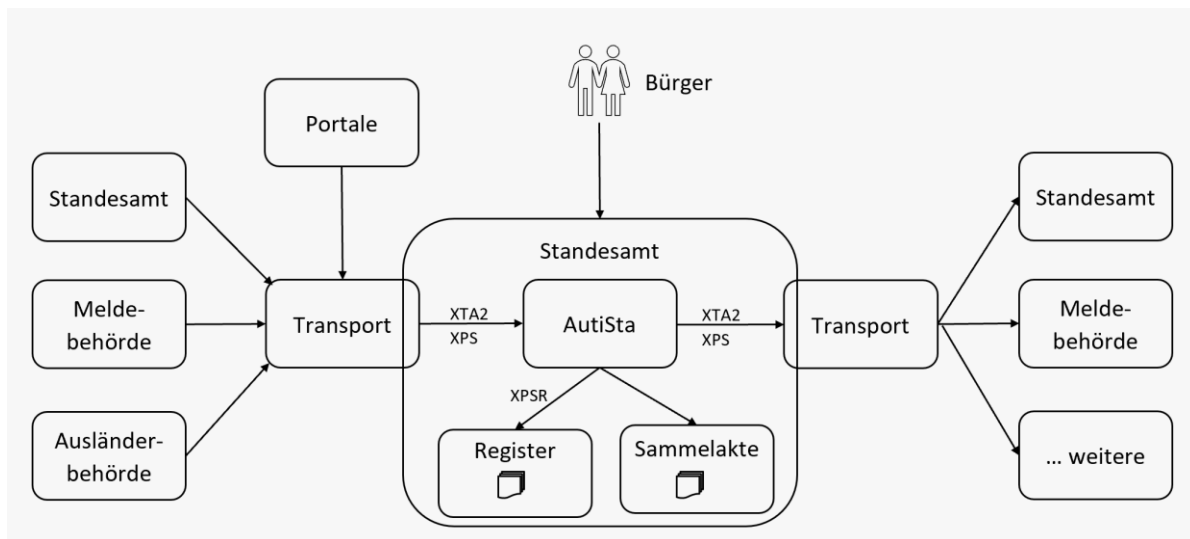 Bürger
Portale
Standesamt
Standesamt
Standesamt
Melde-
behörde
Transport
XTA2
XPS
AutiSta
XTA2
XPS
Transport
Melde-
behörde
XPSR
Ausländer-
behörde
Register
Sammelakte
... weitere